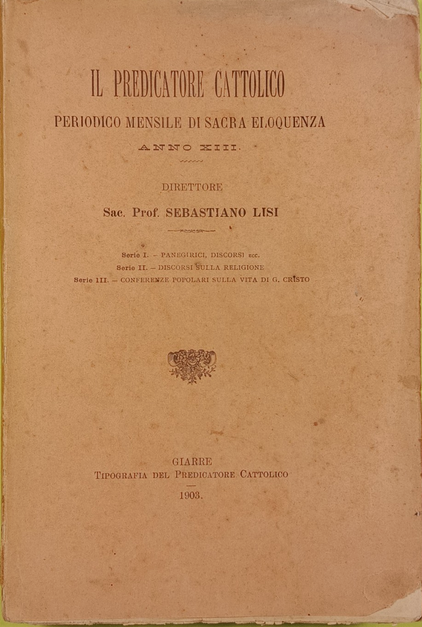 IL PREDICATORE CATTOLICO
PERIODICO MENSILE DI SACRA ELOQUENZA
ANNO XIII.
DIRETTORE
Sac. Prof. SEBASTIANO LISI
Serie I. – PANEGIRICI, DISCORSI ecc.
Serie II. – DISCORSI SULLA RELIGIONE
Serie III. – CONFERENZE POPOLARI SULLA VITA DI G. CRISTO
GIARRE
TIPOGRAFIA DEL PREDICATORE CATTOLICO
1903.